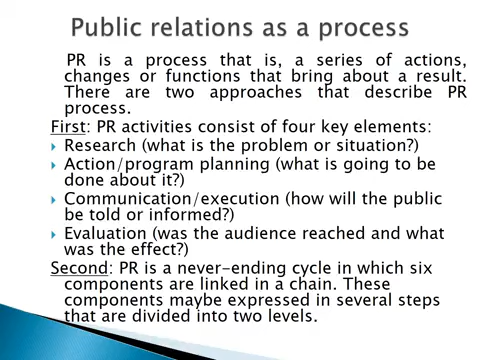 Public relations as a process
PR is a process that is, a series of actions,
changes or functions that bring about a result.
There are two approaches that describe PR
process.
First: PR activities consist of four key elements:
Research (what is the problem or situation?)
Action/program planning (what is going to be
done about it?)
Communication/execution (how will the public
be told or informed?)
Evaluation (was the audience reached and what
was the effect?)
Second: PR is a never-ending cycle in which six
components are linked in a chain. These
components maybe expressed in several steps
that are divided into two levels.